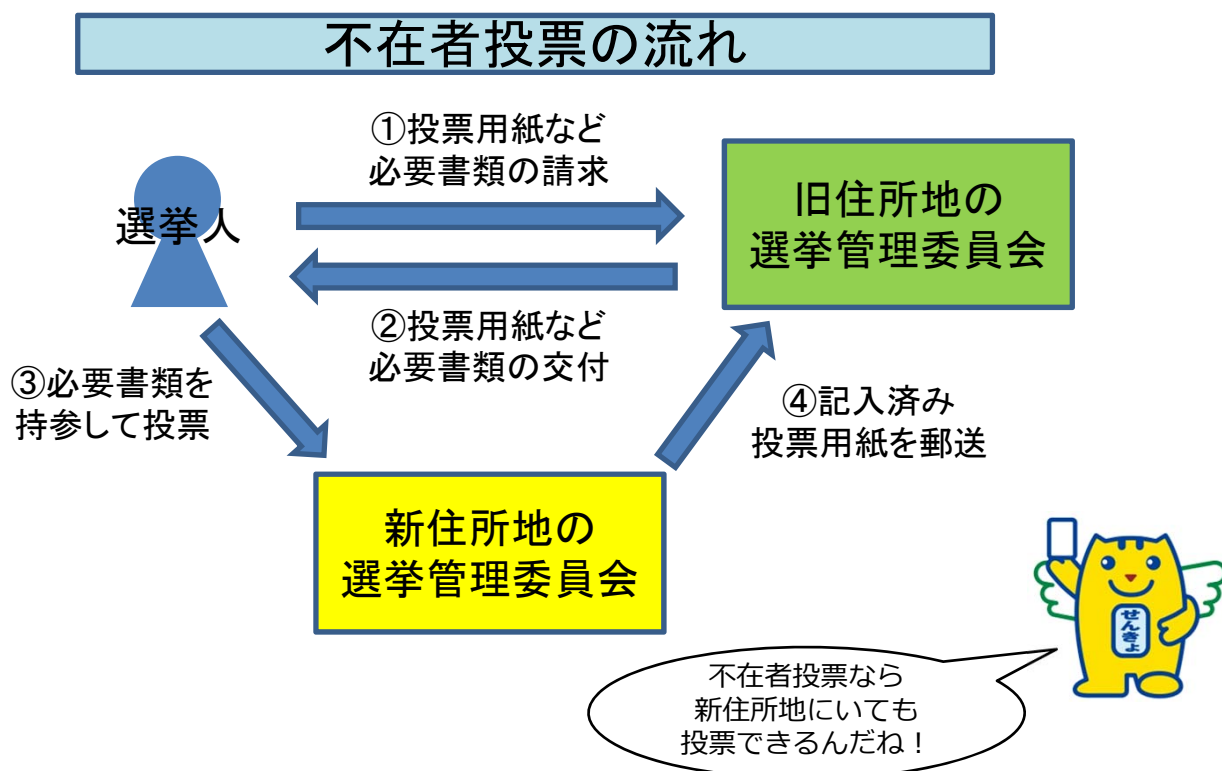 不在者投票の流れ
①投票用紙など
必要書類の請求
選挙人
旧住所地の
選挙管理委員会
②投票用紙など
必要書類の交付
③必要書類を
持参して投票
④記入済み
投票用紙を郵送
新住所地の
選挙管理委員会
せんきょ
不在者投票なら
新住所地にいても
投票できるんだね！